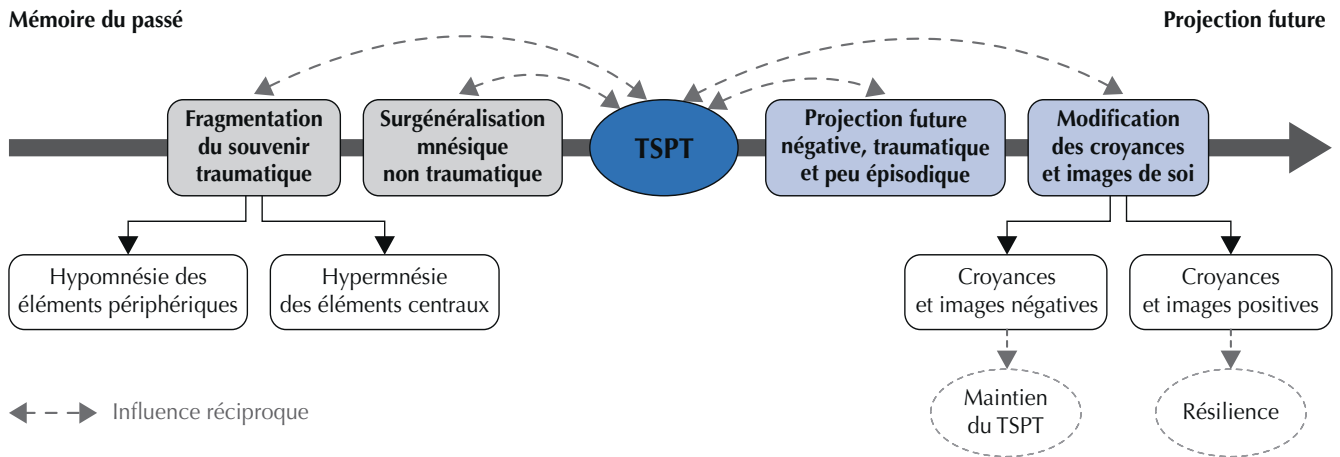 Mémoire du passé
Projection future
Fragmentation
du souvenir
traumatique
Surgénéralisation
mnésique
non traumatique
TSPT
Projection future
négative, traumatique
et peu épisodique
Modification
des croyances
et images de soi
Hypomnésie des
éléments périphériques
Hypermnésie
des éléments centraux
Croyances
et images négatives
Croyances
et images positives
Influence réciproque
Maintien
du TSPT
Résilience